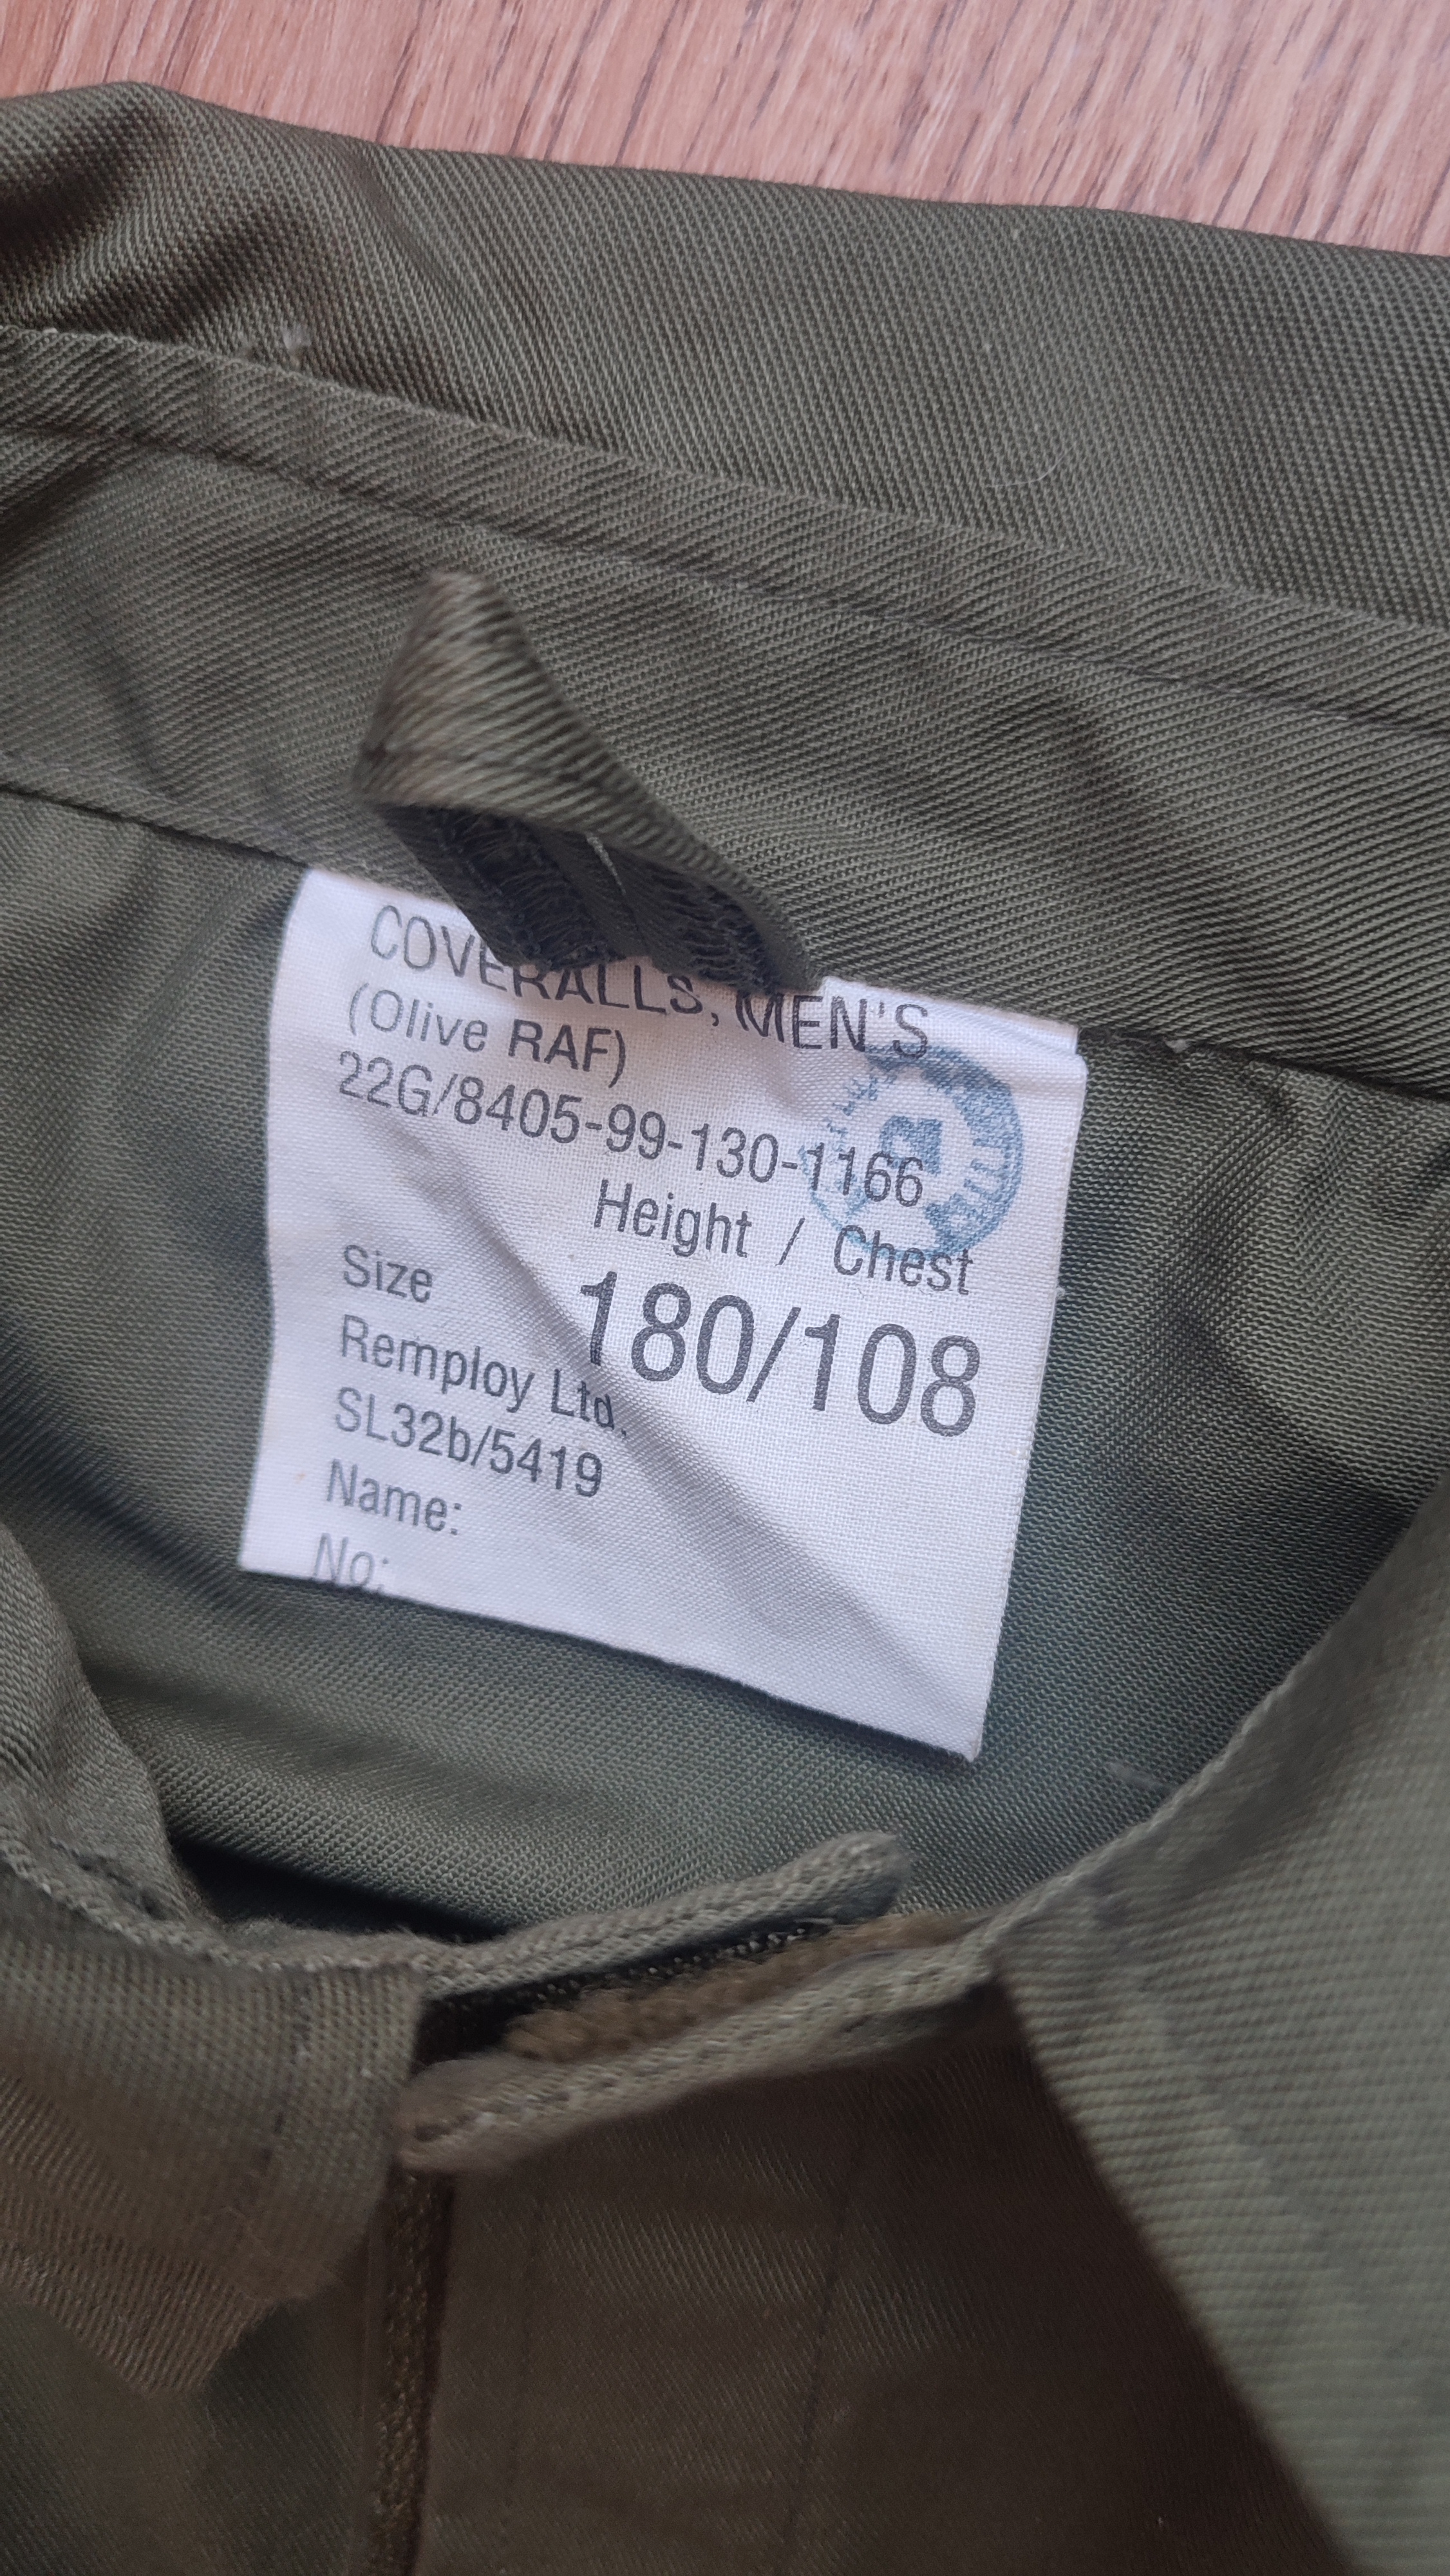 COVERALLS, MEN'S
(Olive RAF)
22G/8405-99-130-1166
Height / Chest
Size 180/108
Remploy Ltd.
SL32b/5419
Name:
No: